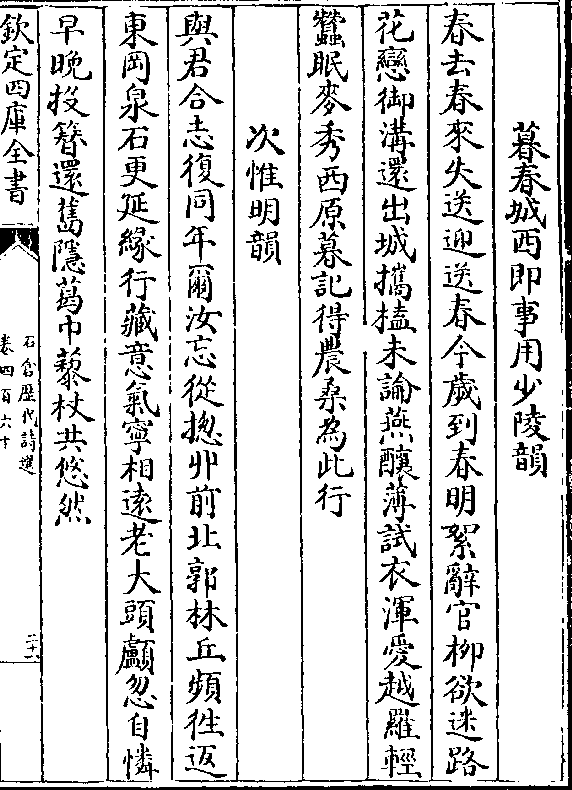 暮春城西即事用少陵韻
春去春來失送迎送春今歲到春明絮辭官柳欲迷路
花戀御溝還出城攜榼未論燕釀薄試衣渾愛越羅輕
蠶眠麥秀西原暮記得農桑為此行
次惟明韻
與君合志復同年爾汝忘從揔丱前北郭林丘頻徃返
東岡泉石更延緣行藏意氣寧相逺老大頭顱忽自憐
早晚投簪還舊隱葛巾藜杖共悠然
欽定四庫全書
石倉歷代詩選
卷四百六十
二十一